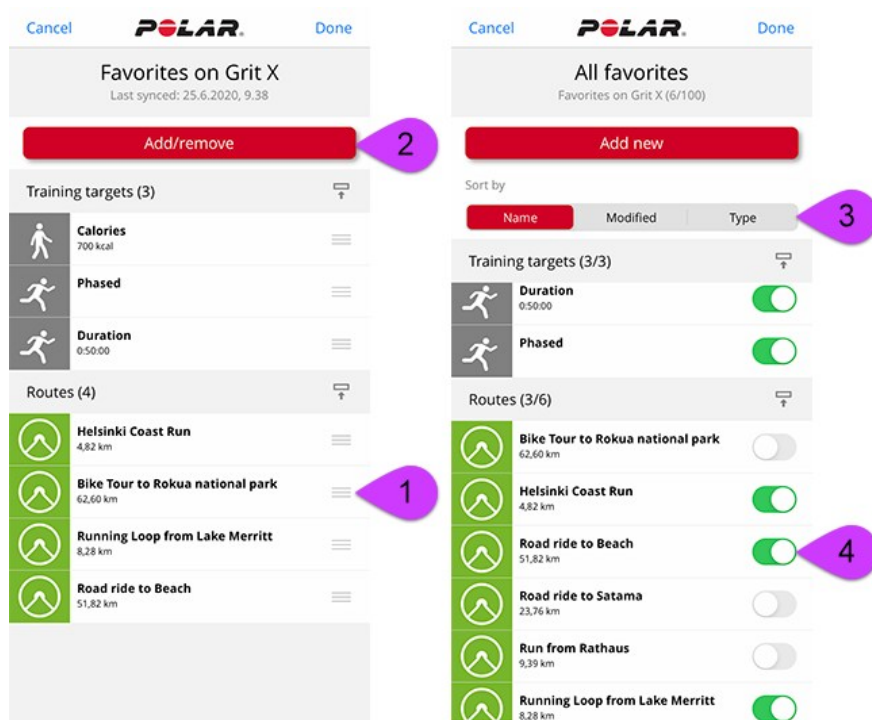 Cancel
POLAR
Done
Favorites on Grit X
Last synced: 25.6.2020, 9.38
Add/remove
2
Training targets (3)
Calories
700 kcal
Phased
Duration
0:50:00
Routes (4)
Helsinki Coast Run
4,82 km
Bike Tour to Rokua national park
62,60 km
1
Running Loop from Lake Merritt
8,28 km
Road ride to Beach
51,82 km
Cancel
POLAR
Done
All favorites
Favorites on Grit X (6/100)
Add new
Sort by
Name
Modified
Type
3
Training targets (3/3)
Duration
0:50:00
Phased
Routes (3/6)
Bike Tour to Rokua national park
62,60 km
Helsinki Coast Run
4,82 km
Road ride to Beach
51,82 km
4
Road ride to Satama
23,76 km
Run from Rathaus
9,39 km
Running Loop from Lake Merritt
8,28 km